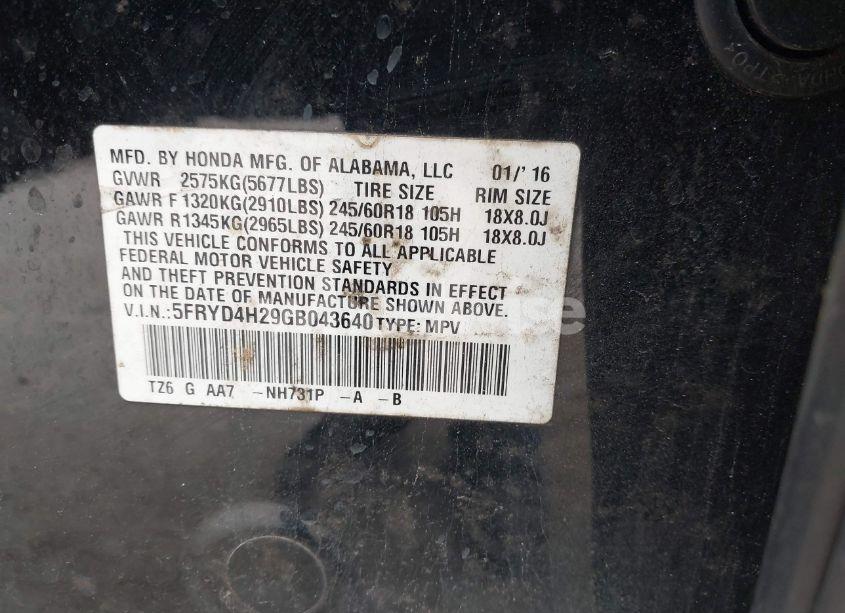 MFD. BY HONDA MFG. OF ALABAMA, LLC 01/'16
GVWR 2575KG(5677LBS) TIRE SIZE RIM SIZE
GAWR F 1320KG(2910LBS) 245/60R18 105H 18X8.0J
GAWR R1345KG(2965LBS) 245/60R18 105H 18X8.0J
THIS VEHICLE CONFORMS TO ALL APPLICABLE
FEDERAL MOTOR VEHICLE SAFETY
AND THEFT PREVENTION STANDARDS IN EFFECT
ON THE DATE OF MANUFACTURE SHOWN ABOVE.
V.I.N.:5FRYD4H29GB043640 TYPE: MPV
TZ6 G AA7 -NH731P -A -B